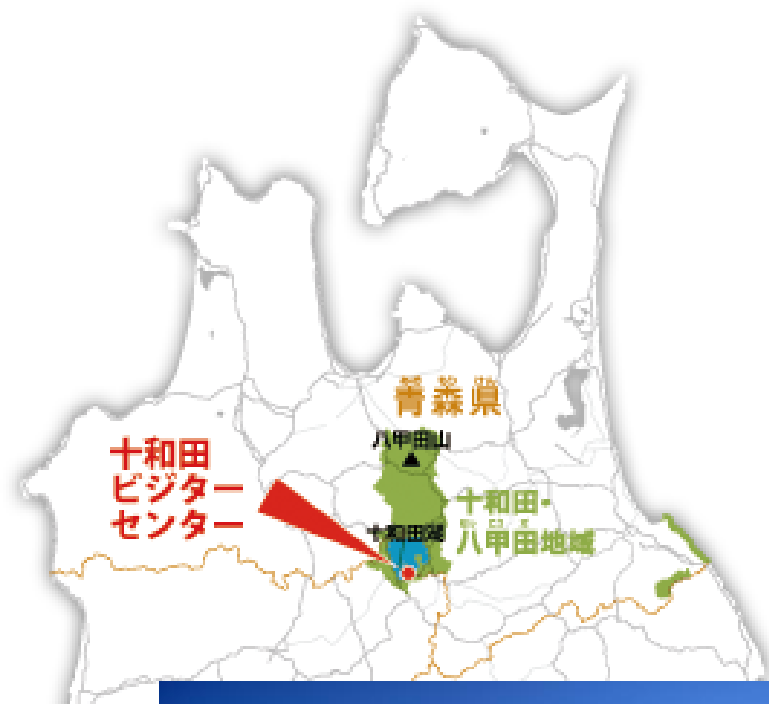 青森県
八甲田山
十和田
ビジター
センター
十和田・
八甲田地域
十和田湖